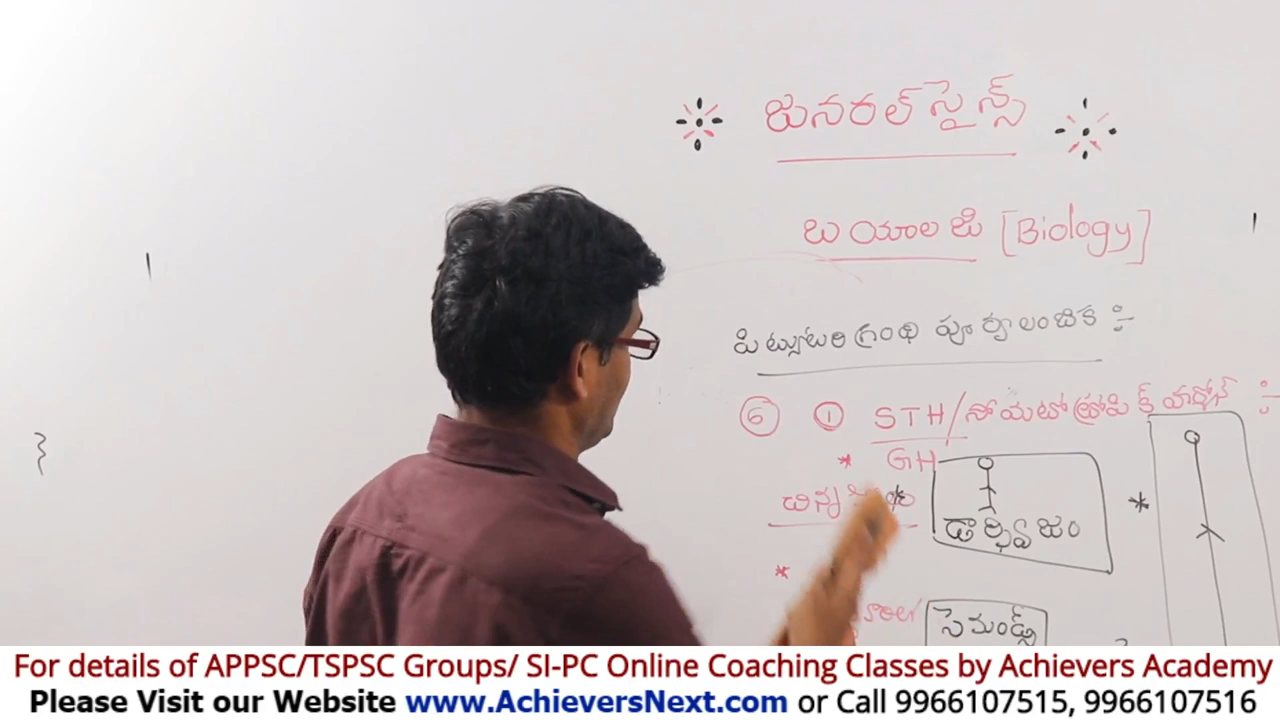 జనరల్ సైన్స్
బయాలజి [Biology]
పిట్యుటరి గ్రంథి పూర్వలంబిక :-
⑥ ① STH/సోమటోట్రోపిక్ హార్మోన్ :-
* GH
చిన్న
*
డ్వార్ఫిజం
*
కారిలు
సెమండ్స్
For details of APPSC/TSPSC Groups/ SI-PC Online Coaching Classes by Achievers Academy
Please Visit our Website www.AchieversNext.com or Call 9966107515, 9966107516